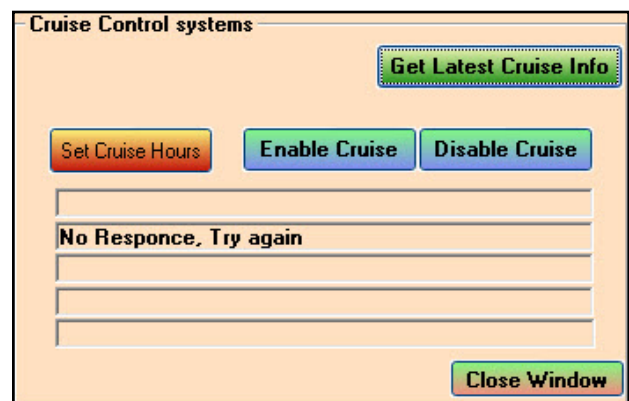 Cruise Control systems
Get Latest Cruise Info
Set Cruise Hours
Enable Cruise
Disable Cruise
No Responce, Try again
Close Window